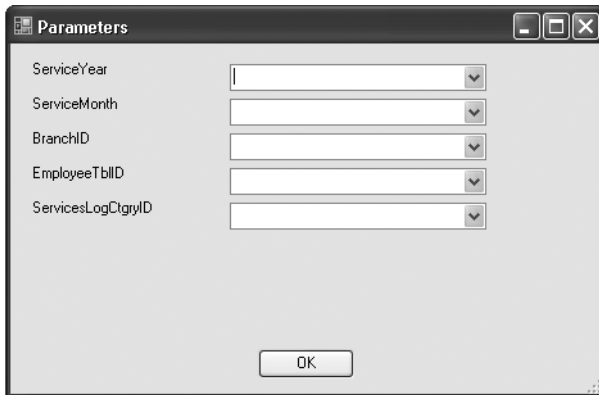 Parameters
ServiceYear
ServiceMonth
BranchID
EmployeeTblID
ServicesLogCtgryID
OK